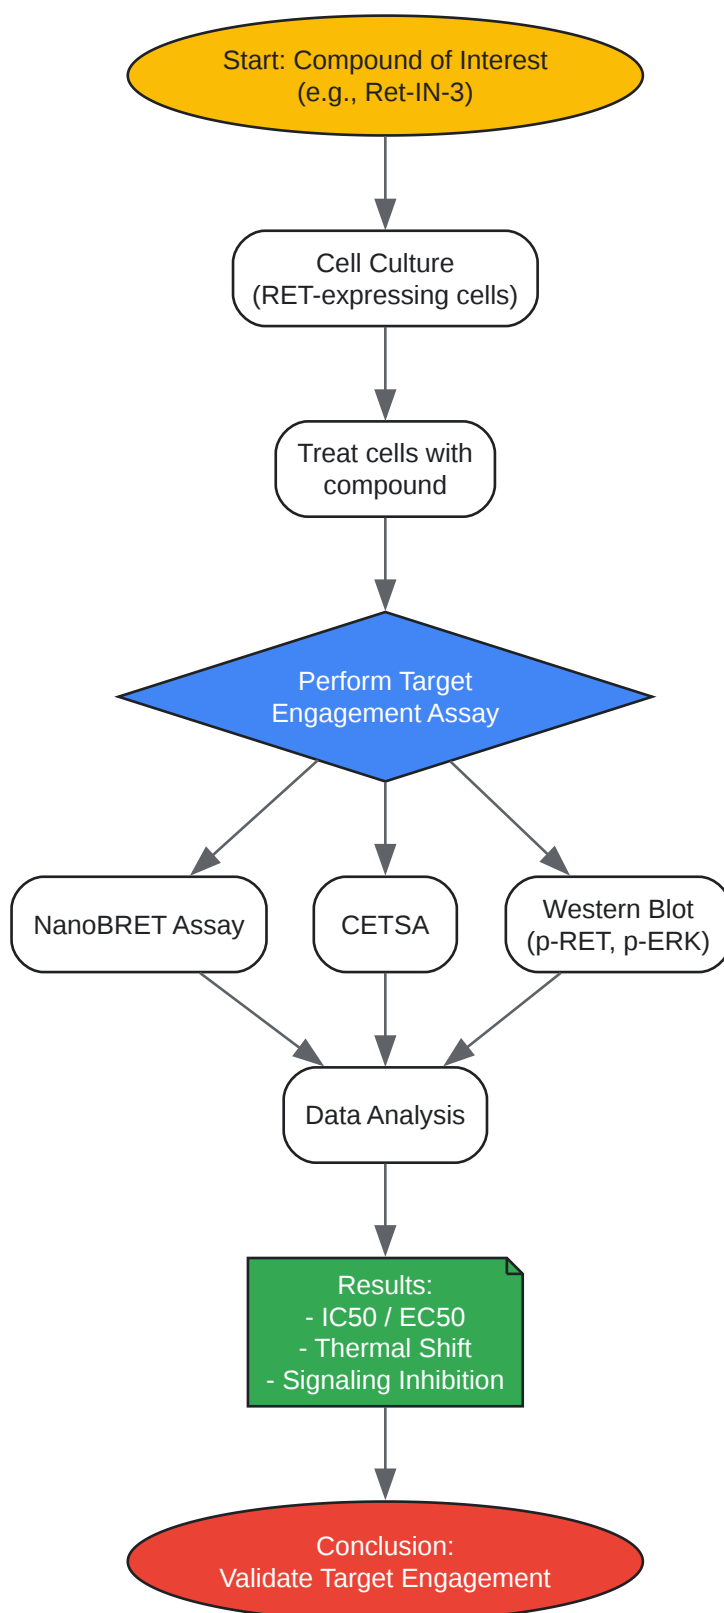 Start: Compound of Interest
(e.g., Ret-IN-3)
Cell Culture
(RET-expressing cells)
Treat cells with
compound
Perform Target
Engagement Assay
NanoBRET Assay
CETSA
Western Blot
(p-RET, p-ERK)
Data Analysis
Results:
- IC50 / EC50
- Thermal Shift
- Signaling Inhibition
Conclusion:
Validate Target Engagement